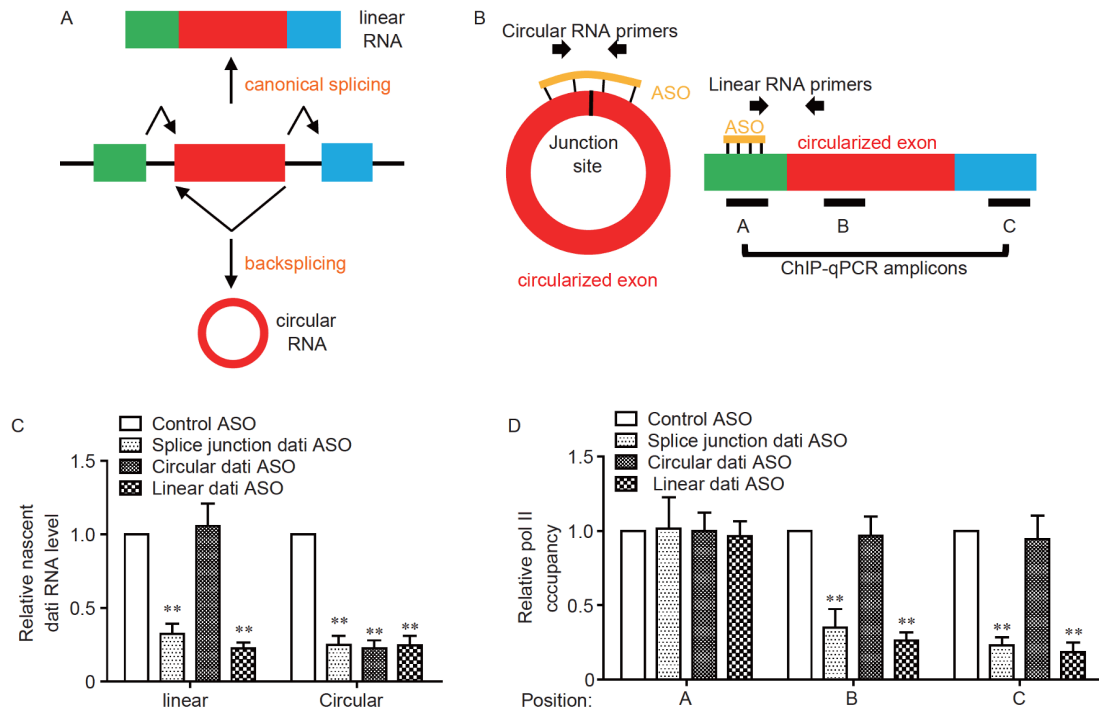 A
linear
RNA
canonical splicing
backsplicing
circular
RNA
B
Circular RNA primers
ASO
Junction
site
circularized exon
Linear RNA primers
ASO
circularized exon
A
B
C
ChIP-qPCR amplicons
C
Control ASO
Splice junction dati ASO
Circular dati ASO
Linear dati ASO
Relative nascent
dati RNA level
1.5
1.0
0.5
0
**
**
**
**
**
linear
Circular
D
Control ASO
Splice junction dati ASO
Circular dati ASO
Linear dati ASO
Relative pol II
cccupancy
1.5
1.0
0.5
0
**
**
**
**
Position:
A
B
C